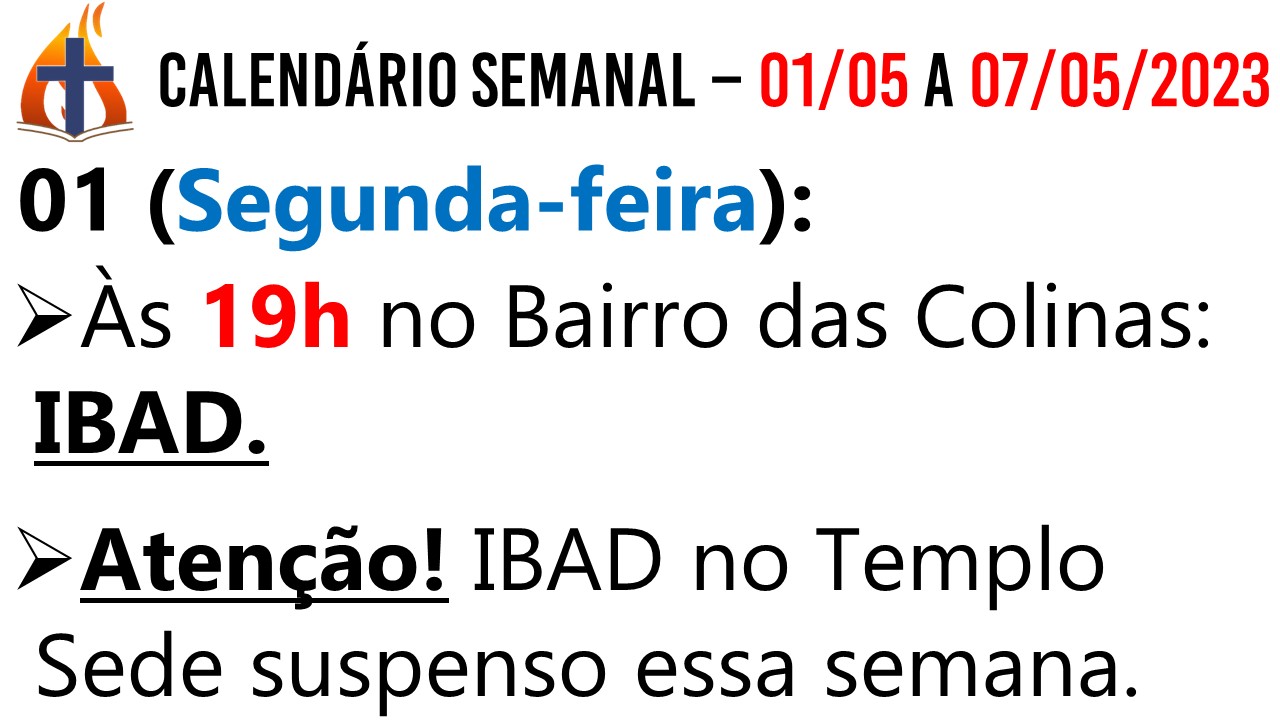 CALENDÁRIO SEMANAL – 01/05 A 07/05/2023
01 (Segunda-feira):
➢Às 19h no Bairro das Colinas:
IBAD.
➢Atenção! IBAD no Templo
Sede suspenso essa semana.